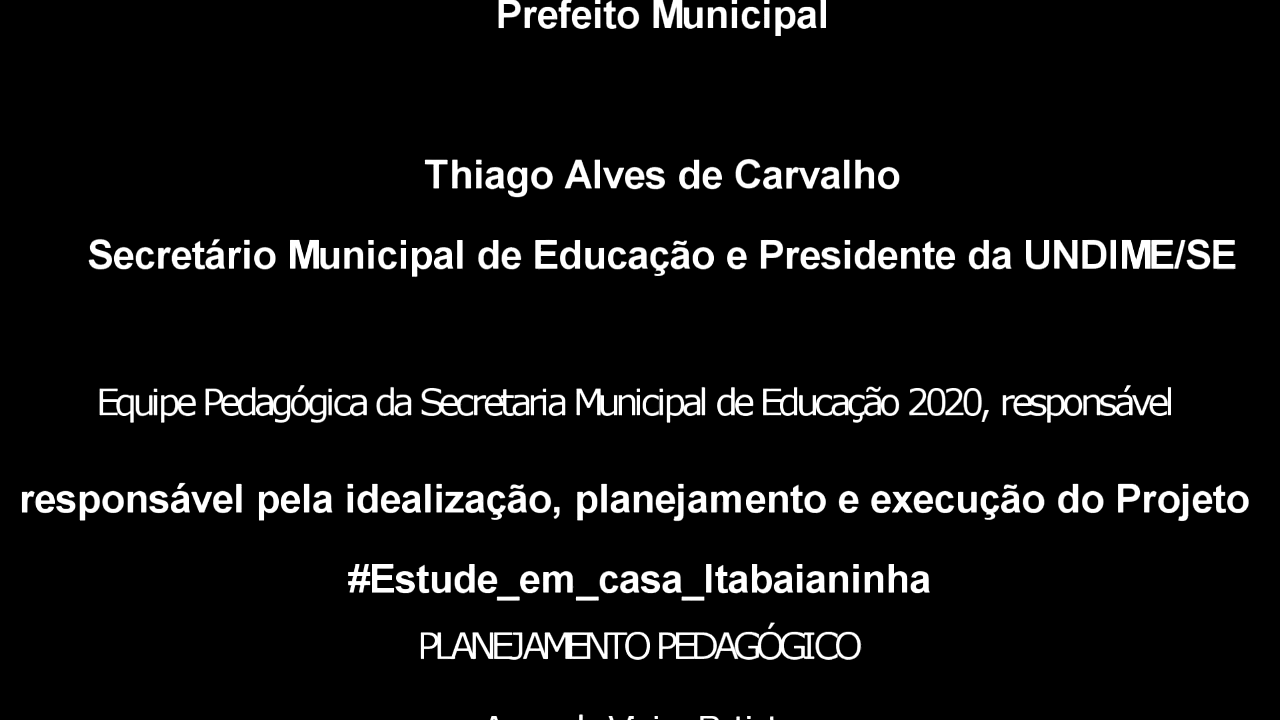 Prefeito Municipal
Thiago Alves de Carvalho
Secretário Municipal de Educação e Presidente da UNDIME/SE
Equipe Pedagógica da Secretaria Municipal de Educação 2020, responsável
responsável pela idealização, planejamento e execução do Projeto
#Estude_em_casa_Itabaianinha
PLANEJAMENTO PEDAGÓGICO